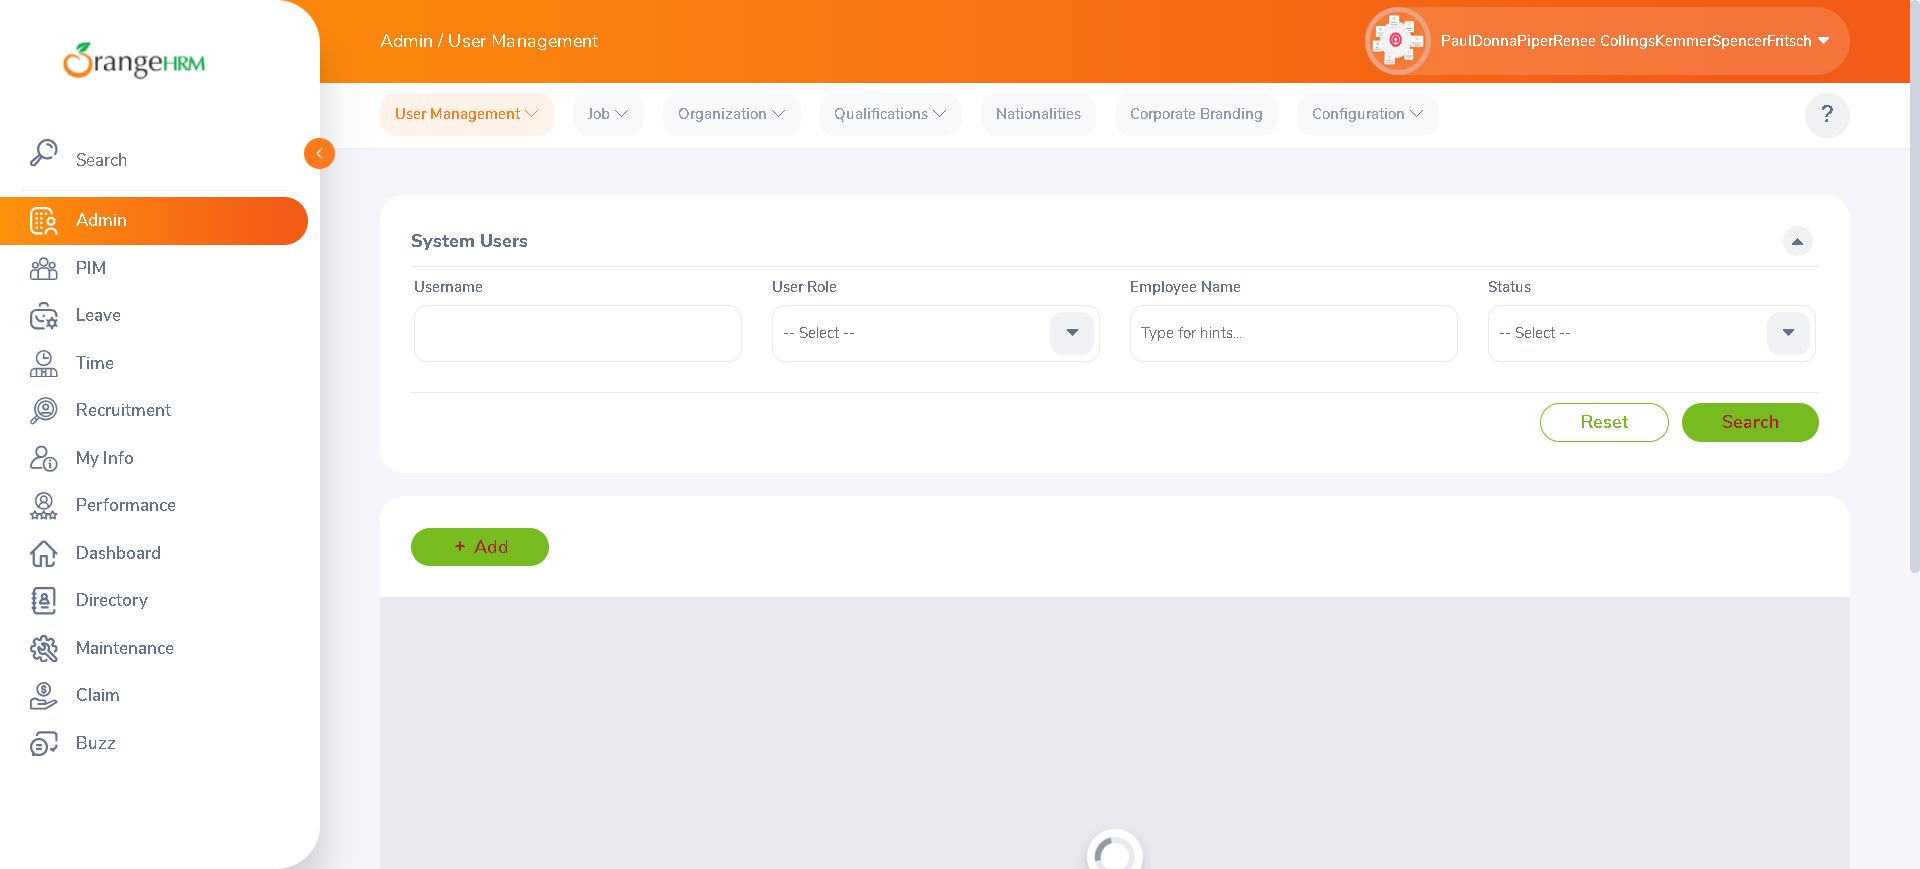 OrangeHRM
Admin / User Management
PaulDonnaPiperRenee CollingsKemmerSpencerFritsch
User Management
Job
Organization
Qualifications
Nationalities
Corporate Branding
Configuration
?
Search
Admin
PIM
Leave
Time
Recruitment
My Info
Performance
Dashboard
Directory
Maintenance
Claim
Buzz
System Users
Username
User Role
Employee Name
Status
-- Select --
Type for hints...
-- Select --
Reset
Search
+ Add